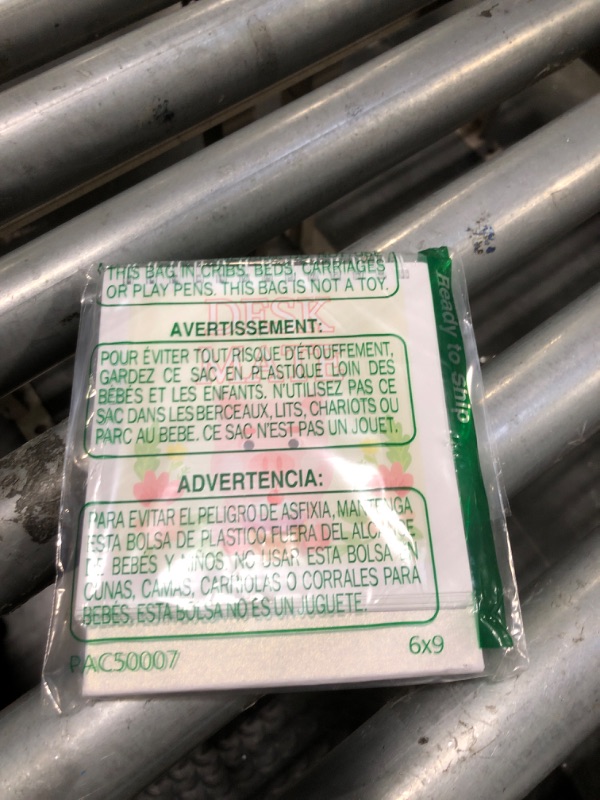 THIS BAG IN CRIBS, BEDS, CARRIAGES
OR PLAY PENS. THIS BAG IS NOT A TOY.
AVERTISSEMENT:
POUR ÉVITER TOUT RISQUE D'ÉTOUFFEMENT,
GARDEZ CE SAC EN PLASTIQUE LOIN DES
BÉBÉS ET LES ENFANTS. N'UTILISEZ PAS CE
SAC DANS LES BERCEAUX, LITS, CHARIOTS OU
PARC AU BEBE. CE SAC N'EST PAS UN JOUET.
ADVERTENCIA:
PARA EVITAR EL PELIGRO DE ASFIXIA, MANTENGA
ESTA BOLSA DE PLASTICO FUERA DEL ALCANCE
DE BEBÉS Y NIÑOS. NO USAR ESTA BOLSA EN
CUNAS, CAMAS, CARRIOLAS O CORRALES PARA
BEBÉS. ESTA BOLSA NO ES UN JUGUETE.
PAC50007
6x9
Ready to Ship
DESK